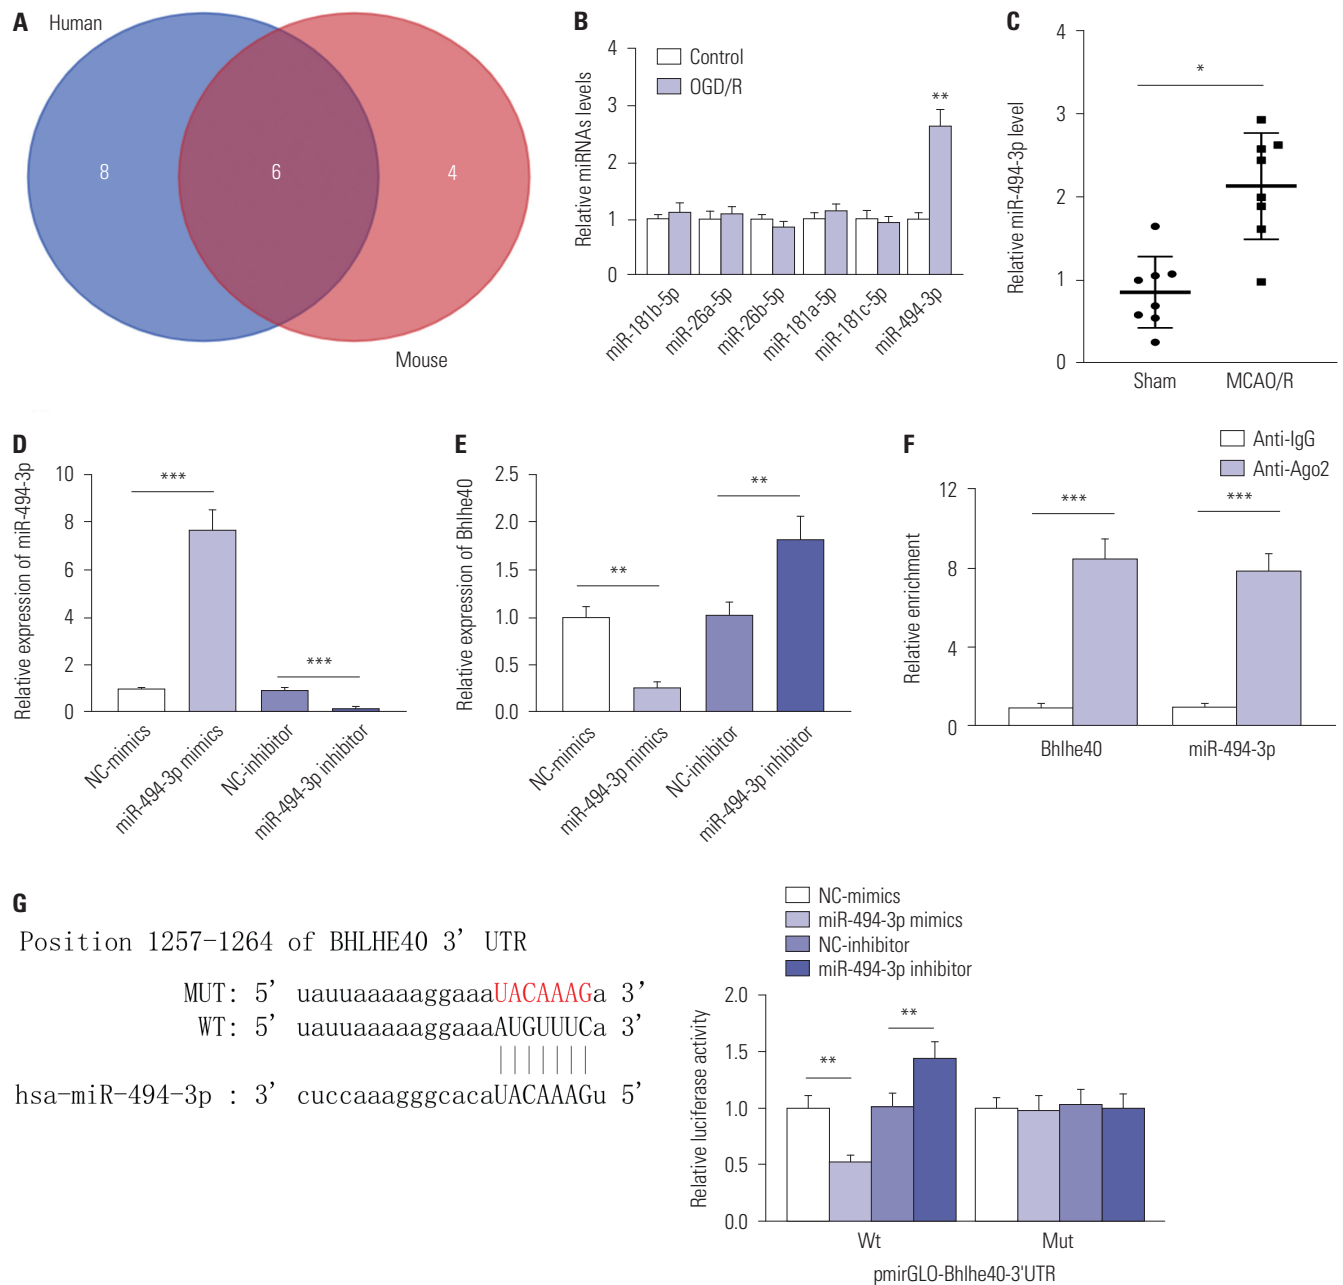 A
Human
8
6
4
Mouse
B
Relative miRNAs levels
4
3
2
1
0
Control
OGD/R
**
miR-181b-5p
miR-26a-5p
miR-26b-5p
miR-181a-5p
miR-181c-5p
miR-494-3p
C
Relative miR-494-3p level
4
3
2
1
0
*
Sham
MCAO/R
D
Relative expression of miR-494-3p
10
8
6
4
2
0
***
***
NC-mimics
miR-494-3p mimics
NC-inhibitor
miR-494-3p inhibitor
E
Relative expression of Bhlhe40
2.5
2.0
1.5
1.0
0.5
0.0
**
**
NC-mimics
miR-494-3p mimics
NC-inhibitor
miR-494-3p inhibitor
F
Anti-IgG
Anti-Ago2
Relative enrichment
12
8
4
0
***
***
Bhlhe40
miR-494-3p
G
Position 1257-1264 of BHLHE40 3' UTR
MUT: 5' uauuaaaaaggaaaUACAAAGa 3'
WT: 5' uauuaaaaaggaaaAUGUUUCa 3'
hsa-miR-494-3p : 3' cuccaaagggcacaUACAAAGu 5'
NC-mimics
miR-494-3p mimics
NC-inhibitor
miR-494-3p inhibitor
Relative luciferase activity
2.0
1.5
1.0
0.5
0.0
**
**
Wt
Mut
pmirGLO-Bhlhe40-3'UTR